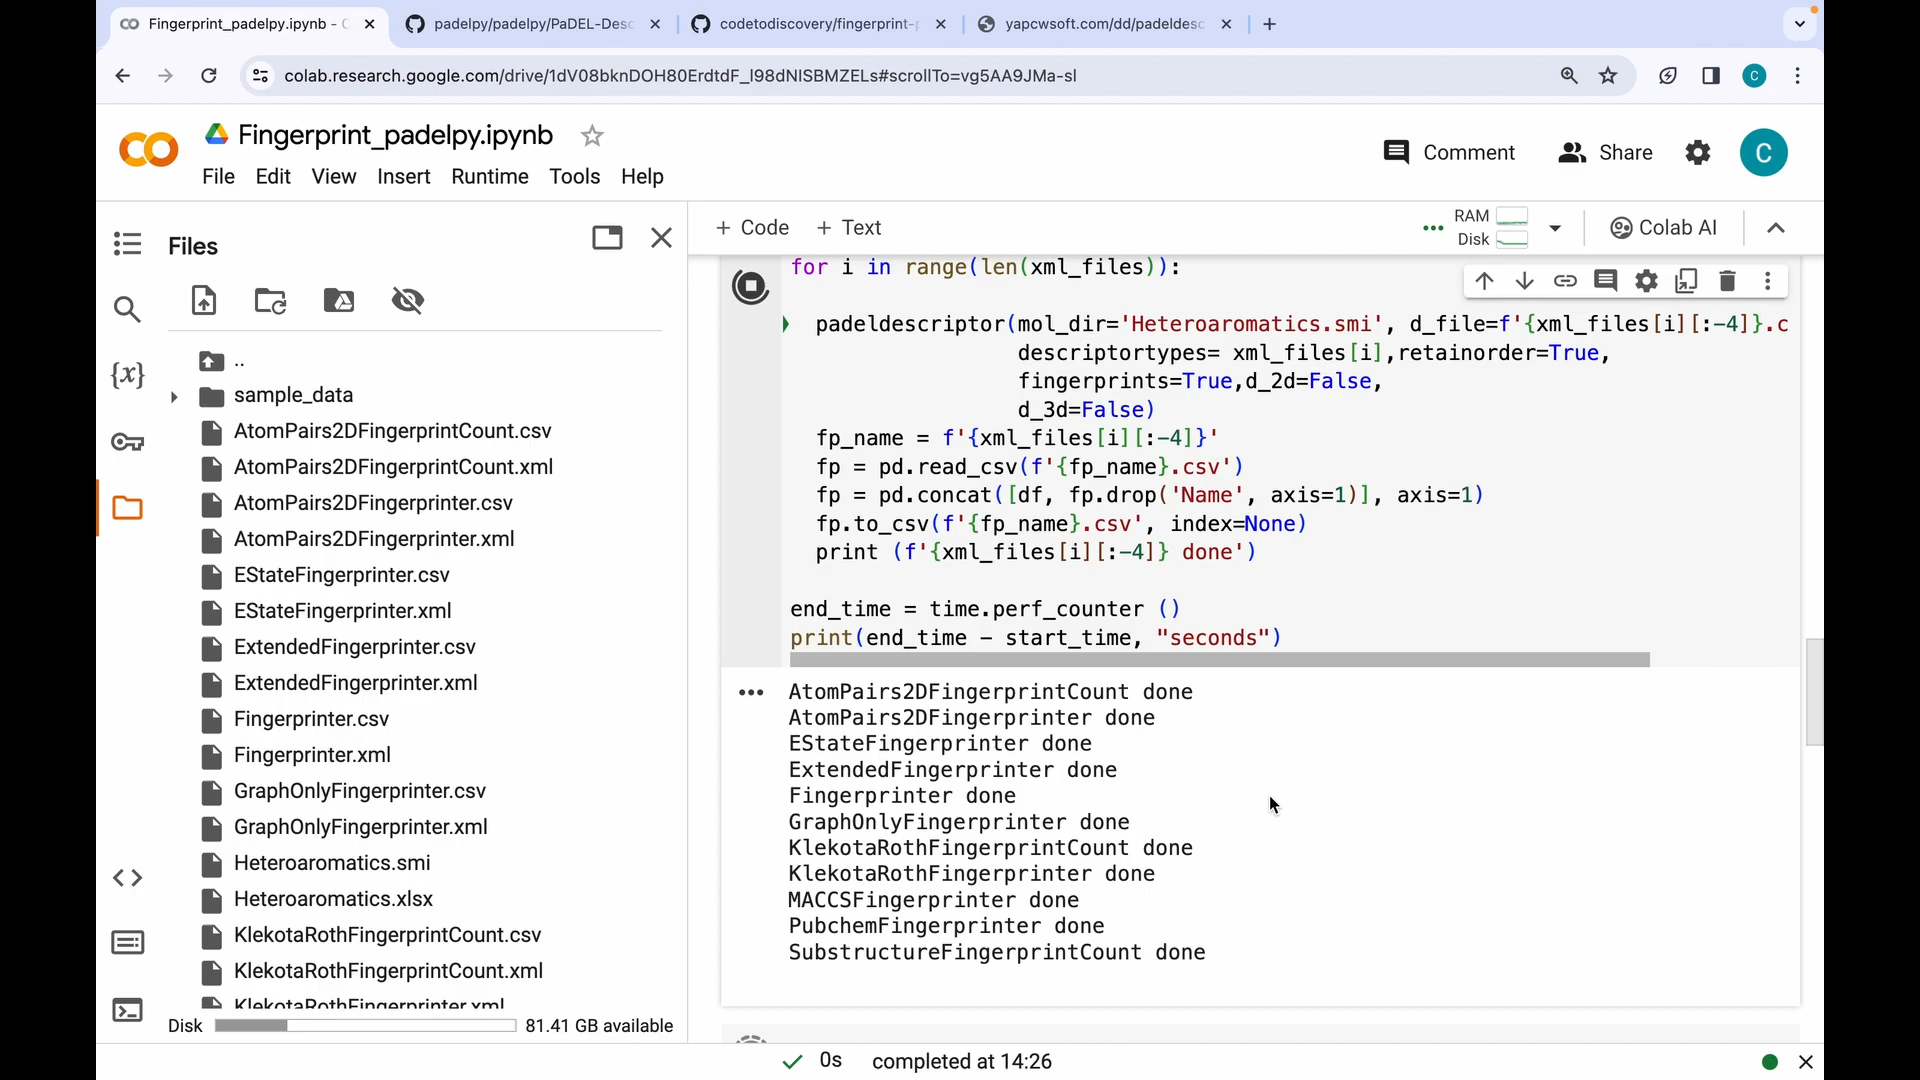 Fingerprint_padelpy.ipynb - C
padelpy/padelpy/PaDEL-Desc
codetodiscovery/fingerprint-p
yapcwsoft.com/dd/padeldesc
colab.research.google.com/drive/1dV08bknDOH80ErdtdF_l98dNISBMZELs#scrollTo=vg5AA9JMa-sl
C
Fingerprint_padelpy.ipynb
Comment
Share
C
File Edit View Insert Runtime Tools Help
Files
+ Code + Text
RAM
Disk
Colab AI
{x}
..
sample_data
AtomPairs2DFingerprintCount.csv
AtomPairs2DFingerprintCount.xml
AtomPairs2DFingerprinter.csv
AtomPairs2DFingerprinter.xml
EStateFingerprinter.csv
EStateFingerprinter.xml
ExtendedFingerprinter.csv
ExtendedFingerprinter.xml
Fingerprinter.csv
Fingerprinter.xml
GraphOnlyFingerprinter.csv
GraphOnlyFingerprinter.xml
Heteroaromatics.smi
Heteroaromatics.xlsx
KlekotaRothFingerprintCount.csv
KlekotaRothFingerprintCount.xml
KlekotaRothFingerprinter.xml
Disk 81.41 GB available
for i in range(len(xml_files)):
padeldescriptor(mol_dir='Heteroaromatics.smi', d_file=f'{xml_files[i][:-4]}.c
descriptortypes= xml_files[i],retainorder=True,
fingerprints=True,d_2d=False,
d_3d=False)
fp_name = f'{xml_files[i][:-4]}'
fp = pd.read_csv(f'{fp_name}.csv')
fp = pd.concat([df, fp.drop('Name', axis=1)], axis=1)
fp.to_csv(f'{fp_name}.csv', index=None)
print (f'{xml_files[i][:-4]} done')
end_time = time.perf_counter ()
print(end_time - start_time, "seconds")
AtomPairs2DFingerprintCount done
AtomPairs2DFingerprinter done
EStateFingerprinter done
ExtendedFingerprinter done
Fingerprinter done
GraphOnlyFingerprinter done
KlekotaRothFingerprintCount done
KlekotaRothFingerprinter done
MACCSFingerprinter done
PubchemFingerprinter done
SubstructureFingerprintCount done
0s completed at 14:26